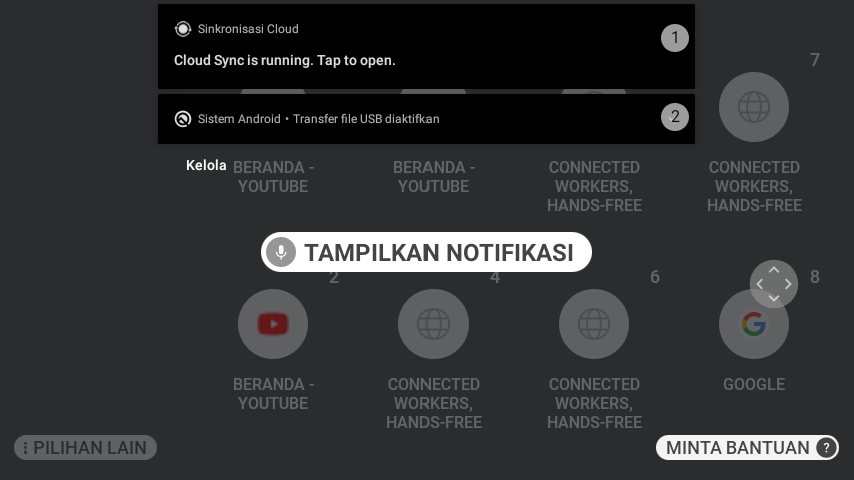 Sinkronisasi Cloud
1
Cloud Sync is running. Tap to open.
Sistem Android • Transfer file USB diaktifkan
2
7
Kelola
BERANDA -
YOUTUBE
BERANDA -
YOUTUBE
CONNECTED
WORKERS,
HANDS-FREE
CONNECTED
WORKERS,
HANDS-FREE
TAMPILKAN NOTIFIKASI
2
4
6
8
BERANDA -
YOUTUBE
CONNECTED
WORKERS,
HANDS-FREE
CONNECTED
WORKERS,
HANDS-FREE
GOOGLE
PILIHAN LAIN
MINTA BANTUAN ?